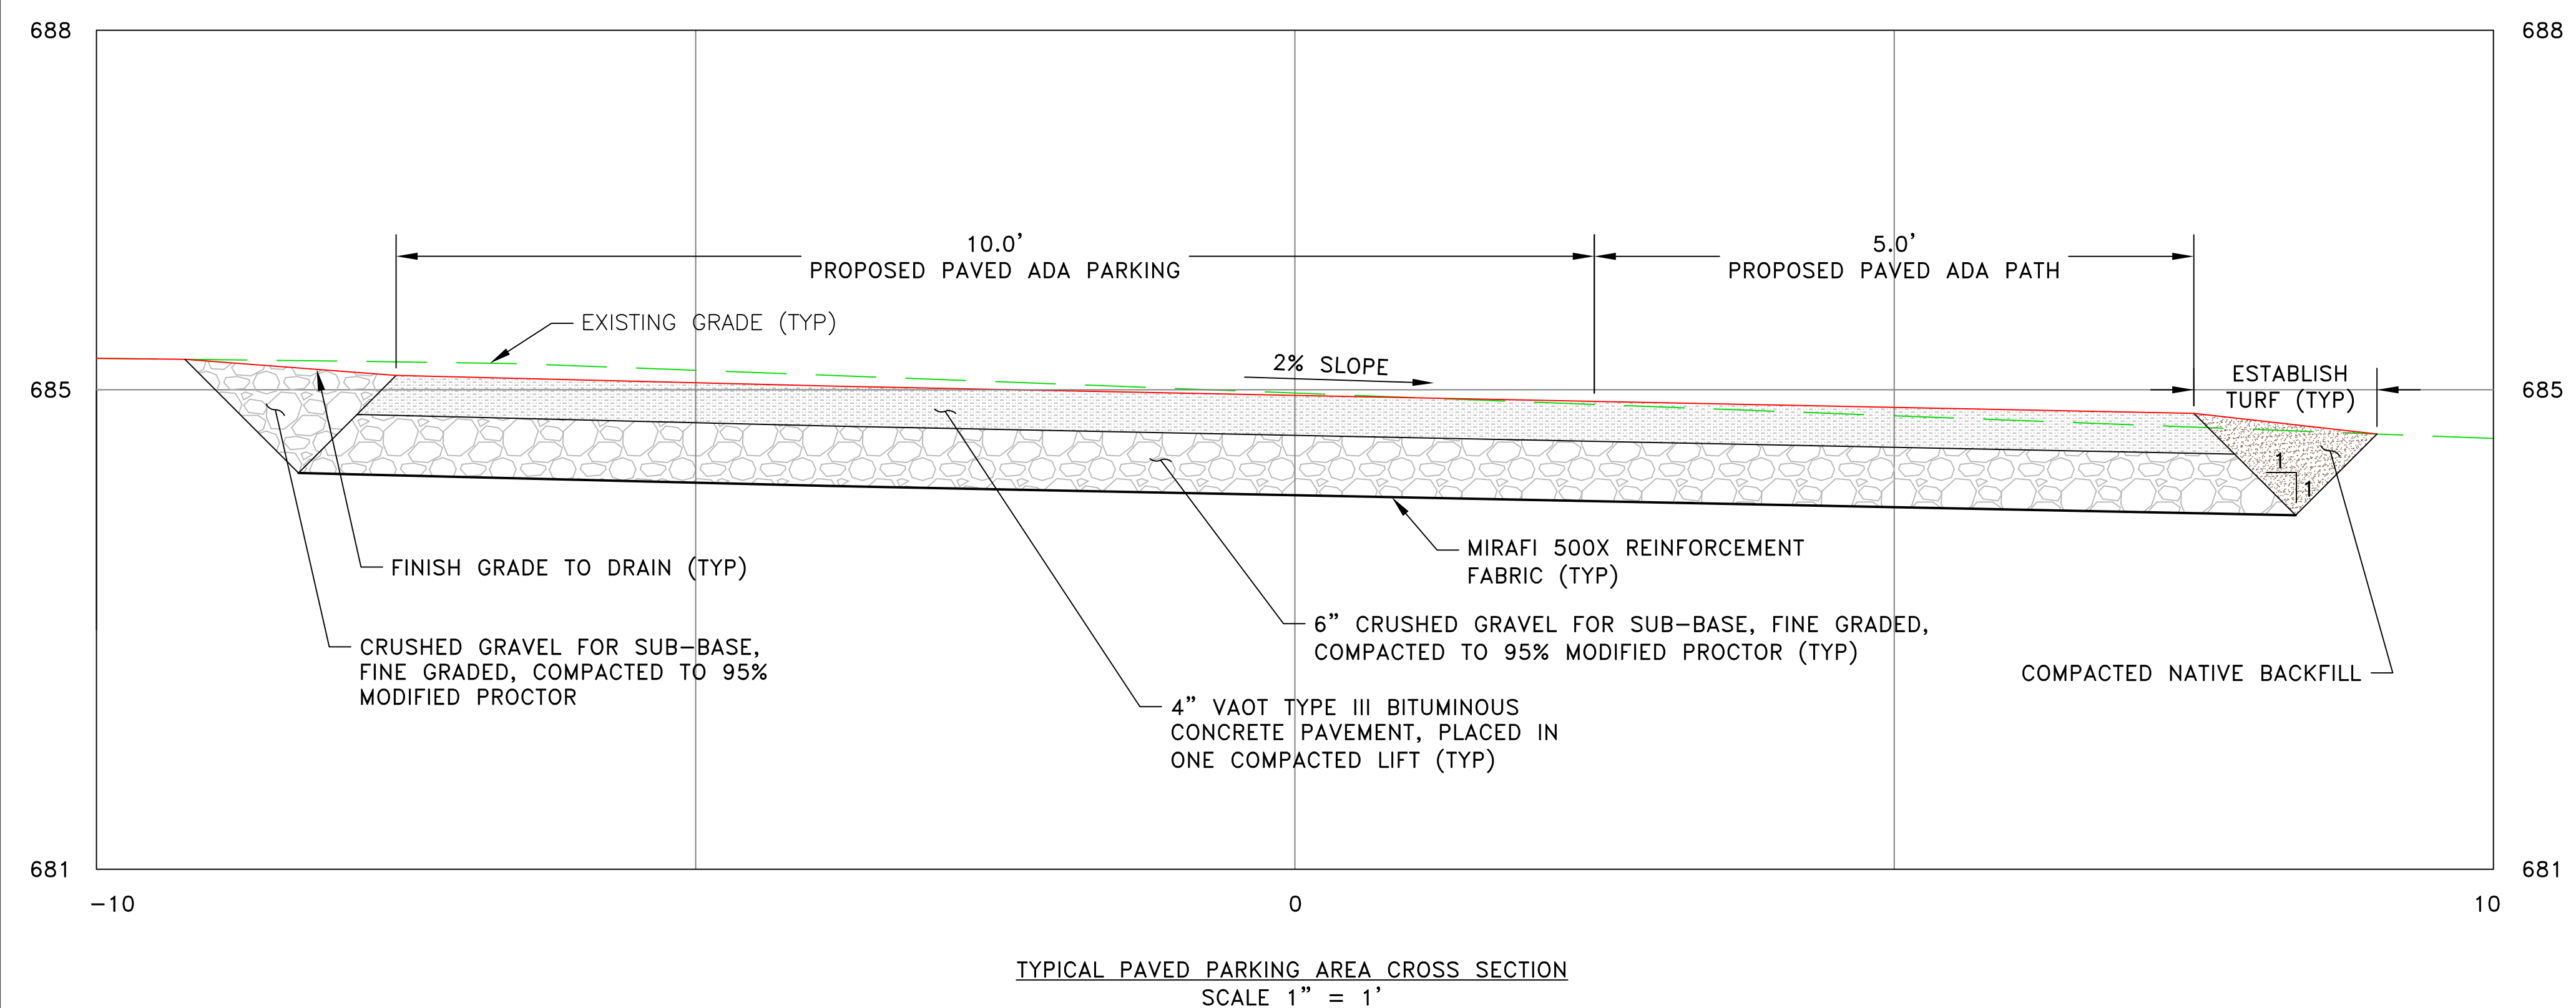 688
688
10.0'
PROPOSED PAVED ADA PARKING
5.0'
PROPOSED PAVED ADA PATH
EXISTING GRADE (TYP)
2% SLOPE
ESTABLISH
TURF (TYP)
685
685
1
1
FINISH GRADE TO DRAIN (TYP)
MIRAFI 500X REINFORCEMENT
FABRIC (TYP)
CRUSHED GRAVEL FOR SUB-BASE,
FINE GRADED, COMPACTED TO 95%
MODIFIED PROCTOR
6" CRUSHED GRAVEL FOR SUB-BASE, FINE GRADED,
COMPACTED TO 95% MODIFIED PROCTOR (TYP)
COMPACTED NATIVE BACKFILL
4" VAOT TYPE III BITUMINOUS
CONCRETE PAVEMENT, PLACED IN
ONE COMPACTED LIFT (TYP)
681
681
-10
0
10
TYPICAL PAVED PARKING AREA CROSS SECTION
SCALE 1" = 1'